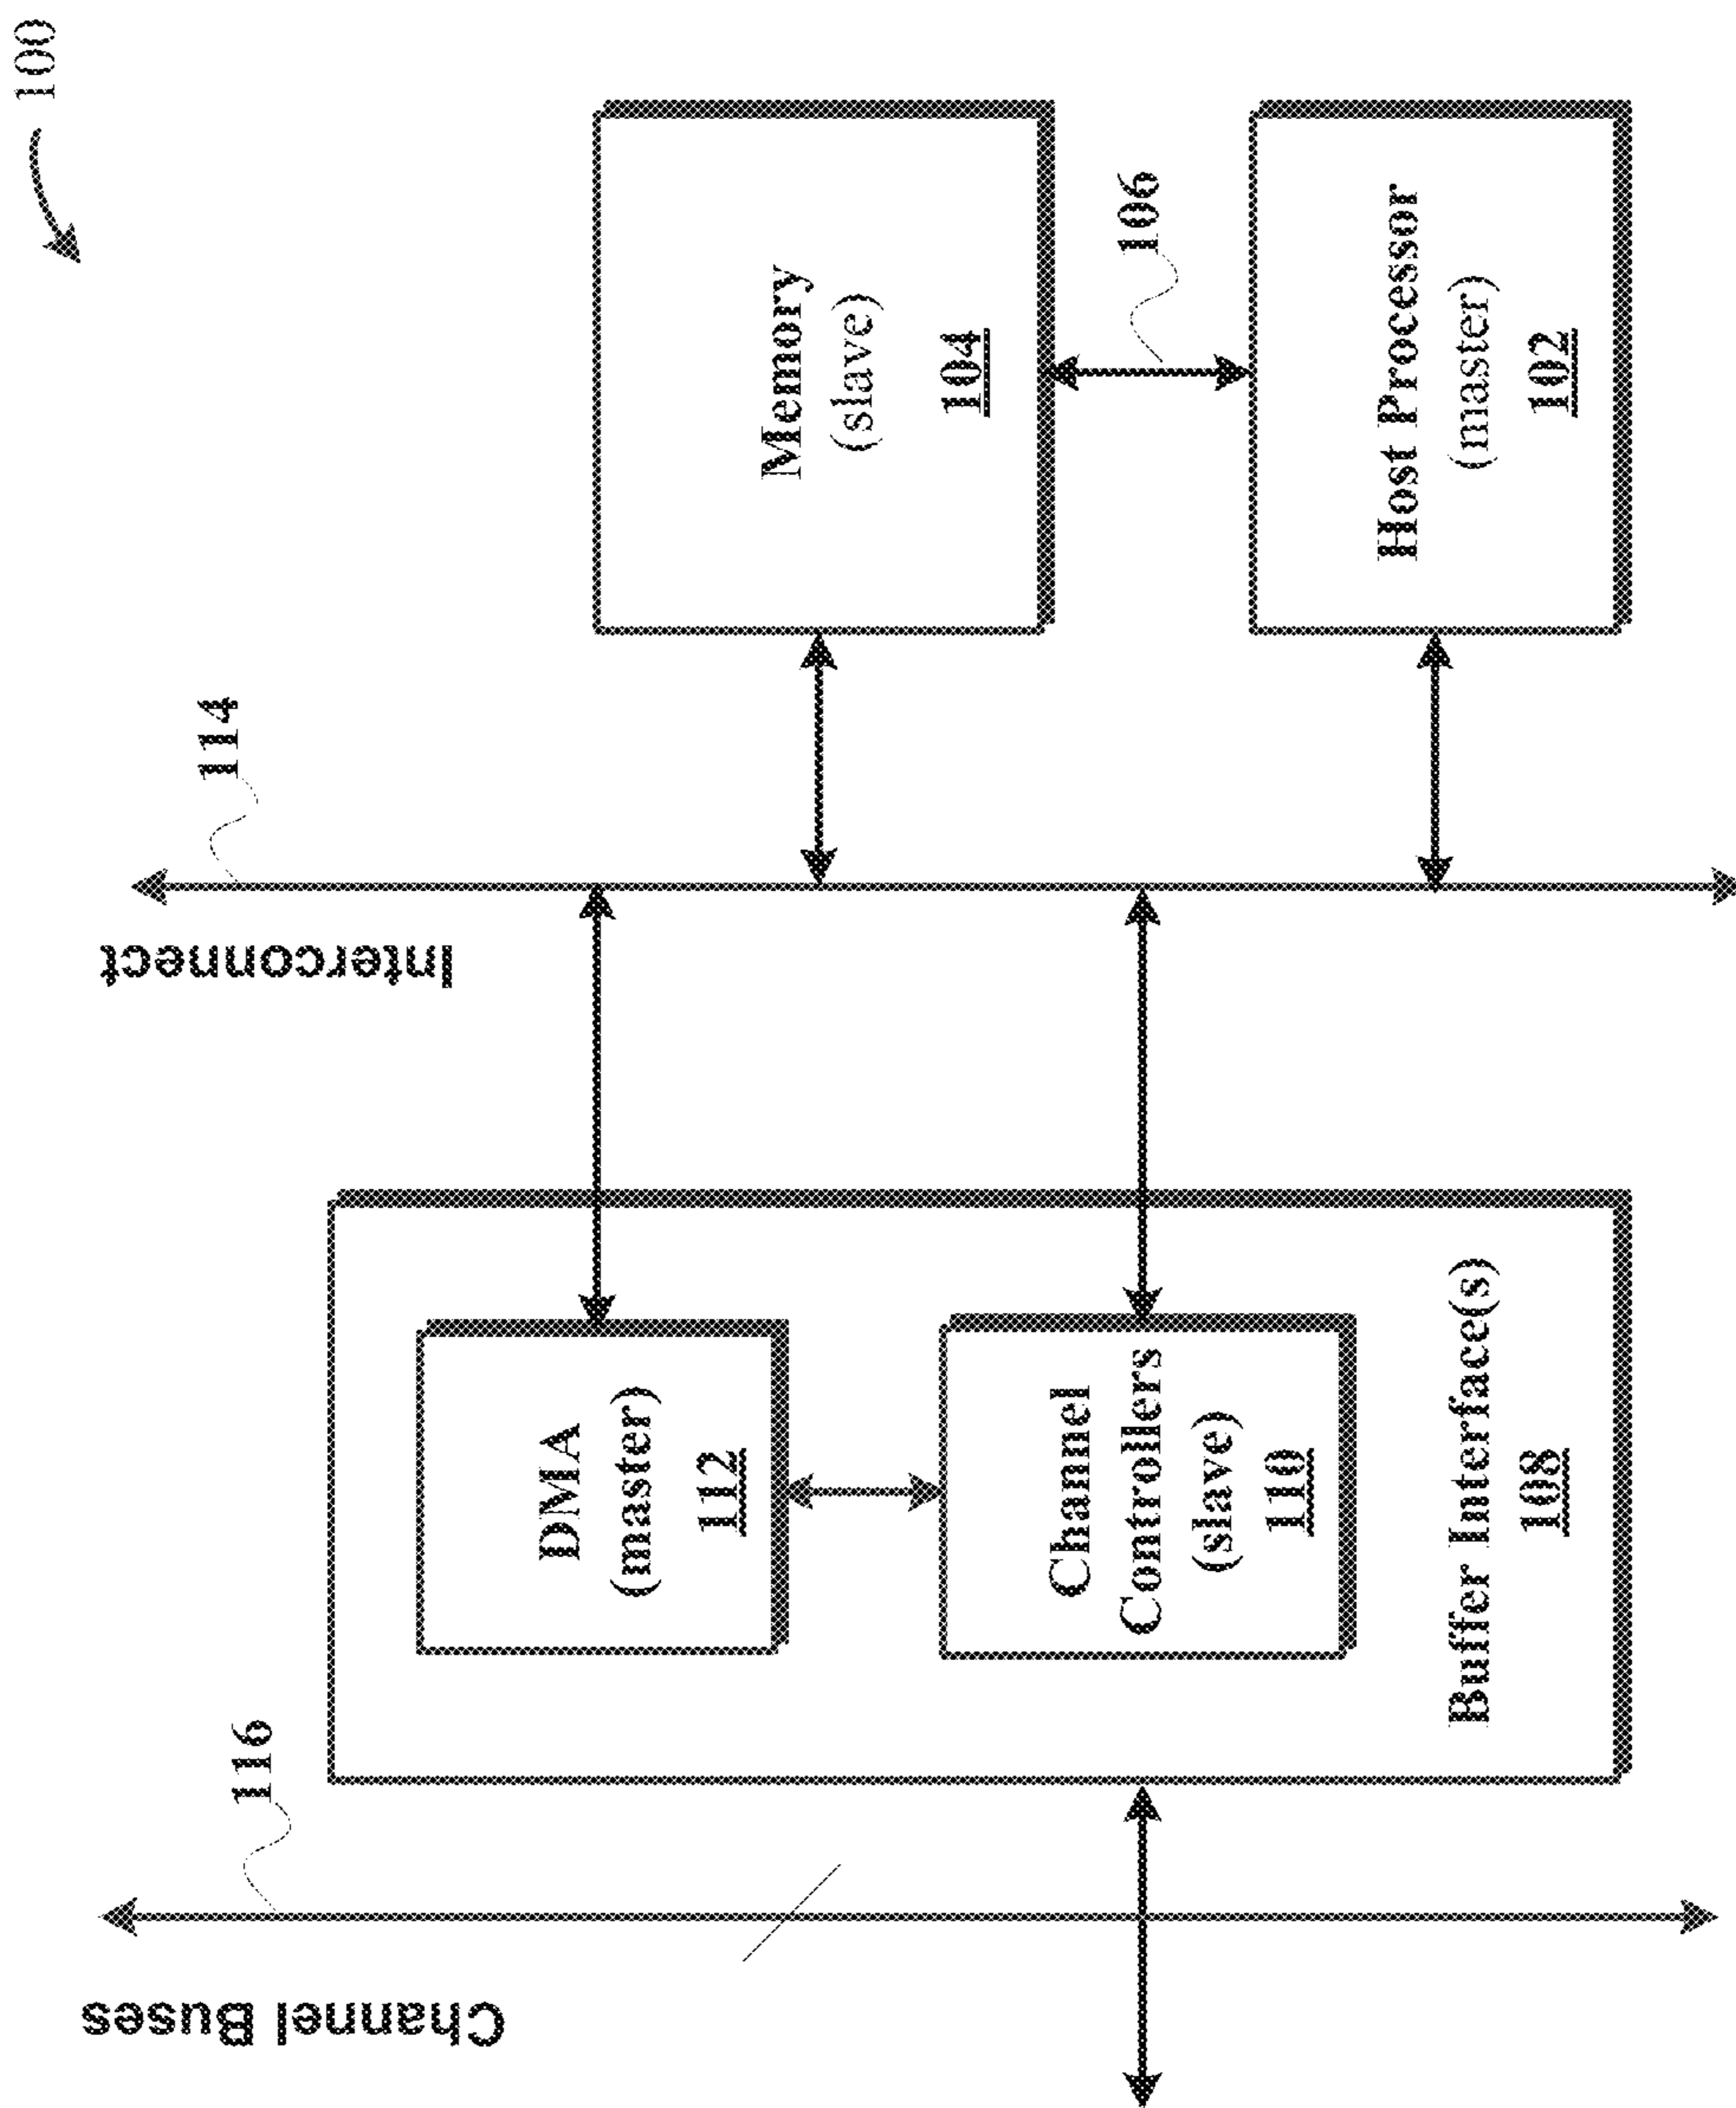 100
Memory
(slave)
104
106
Host Processor
(master)
102
114
Interconnect
DMA
(master)
112
Channel
Controllers
(slave)
110
Buffer Interface(s)
108
116
Channel Buses